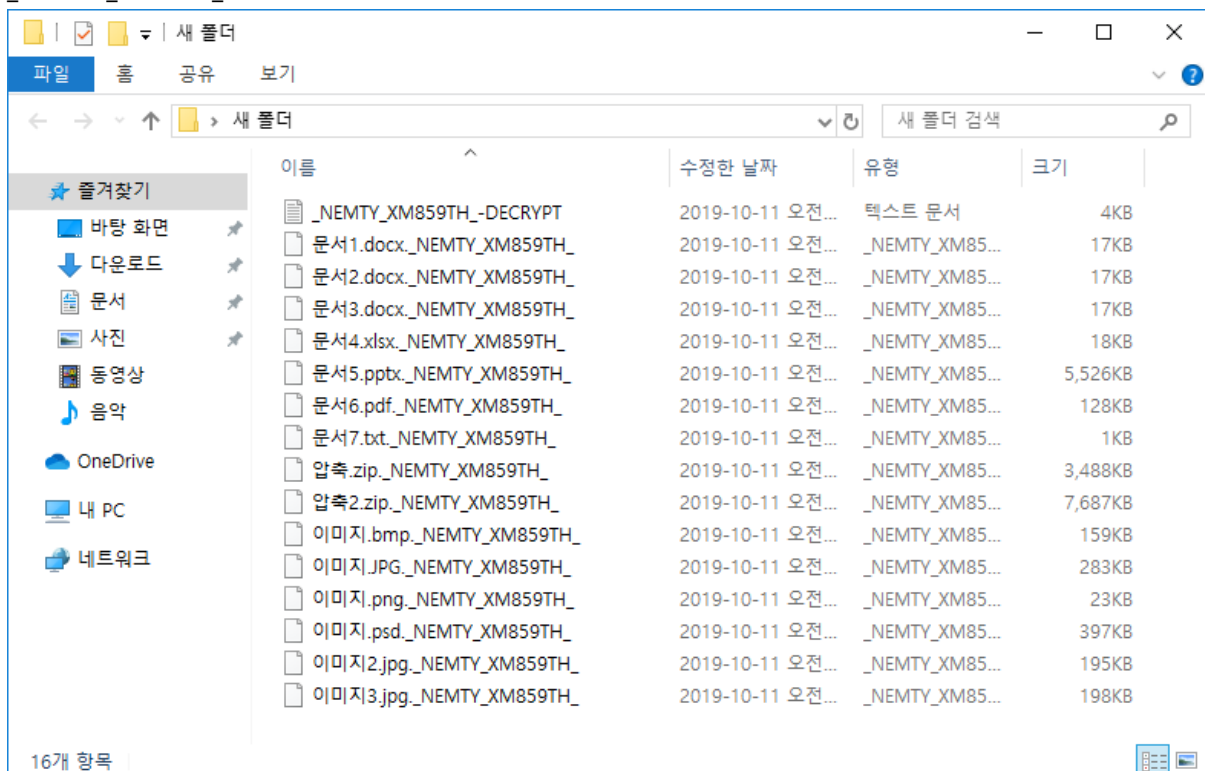 새 폴더
파일 홈 공유 보기
새 폴더
새 폴더 검색
이름 수정한 날짜 유형 크기
즐겨찾기
바탕 화면
다운로드
문서
사진
동영상
음악
OneDrive
내 PC
네트워크
_NEMTY_XM859TH_-DECRYPT 2019-10-11 오전... 텍스트 문서 4KB
문서1.docx._NEMTY_XM859TH_ 2019-10-11 오전... _NEMTY_XM85... 17KB
문서2.docx._NEMTY_XM859TH_ 2019-10-11 오전... _NEMTY_XM85... 17KB
문서3.docx._NEMTY_XM859TH_ 2019-10-11 오전... _NEMTY_XM85... 17KB
문서4.xlsx._NEMTY_XM859TH_ 2019-10-11 오전... _NEMTY_XM85... 18KB
문서5.pptx._NEMTY_XM859TH_ 2019-10-11 오전... _NEMTY_XM85... 5,526KB
문서6.pdf._NEMTY_XM859TH_ 2019-10-11 오전... _NEMTY_XM85... 128KB
문서7.txt._NEMTY_XM859TH_ 2019-10-11 오전... _NEMTY_XM85... 1KB
압축.zip._NEMTY_XM859TH_ 2019-10-11 오전... _NEMTY_XM85... 3,488KB
압축2.zip._NEMTY_XM859TH_ 2019-10-11 오전... _NEMTY_XM85... 7,687KB
이미지.bmp._NEMTY_XM859TH_ 2019-10-11 오전... _NEMTY_XM85... 159KB
이미지.JPG._NEMTY_XM859TH_ 2019-10-11 오전... _NEMTY_XM85... 283KB
이미지.png._NEMTY_XM859TH_ 2019-10-11 오전... _NEMTY_XM85... 23KB
이미지.psd._NEMTY_XM859TH_ 2019-10-11 오전... _NEMTY_XM85... 397KB
이미지2.jpg._NEMTY_XM859TH_ 2019-10-11 오전... _NEMTY_XM85... 195KB
이미지3.jpg._NEMTY_XM859TH_ 2019-10-11 오전... _NEMTY_XM85... 198KB
16개 항목